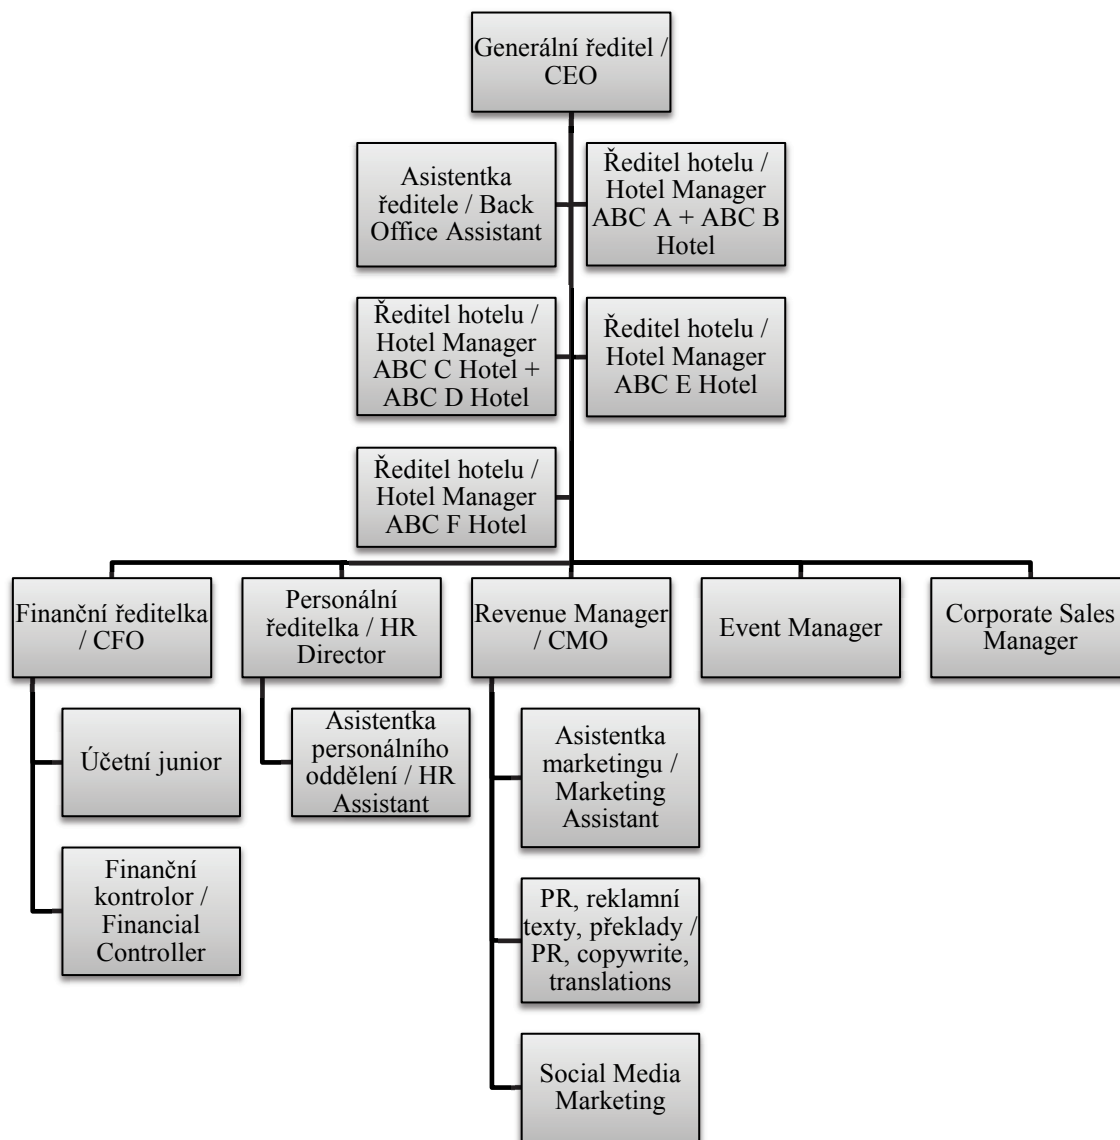 Generální ředitel /
CEO
Asistentka
ředitele / Back
Office Assistant
Ředitel hotelu /
Hotel Manager
ABC A + ABC B
Hotel
Ředitel hotelu /
Hotel Manager
ABC C Hotel +
ABC D Hotel
Ředitel hotelu /
Hotel Manager
ABC E Hotel
Ředitel hotelu /
Hotel Manager
ABC F Hotel
Finanční ředitelka
/ CFO
Personální
ředitelka / HR
Director
Revenue Manager
/ CMO
Event Manager
Corporate Sales
Manager
Účetní junior
Finanční
kontrolor /
Financial
Controller
Asistentka
personálního
oddělení / HR
Assistant
Asistentka
marketingu /
Marketing
Assistant
PR, reklamní
texty, překlady /
PR, copywrite,
translations
Social Media
Marketing